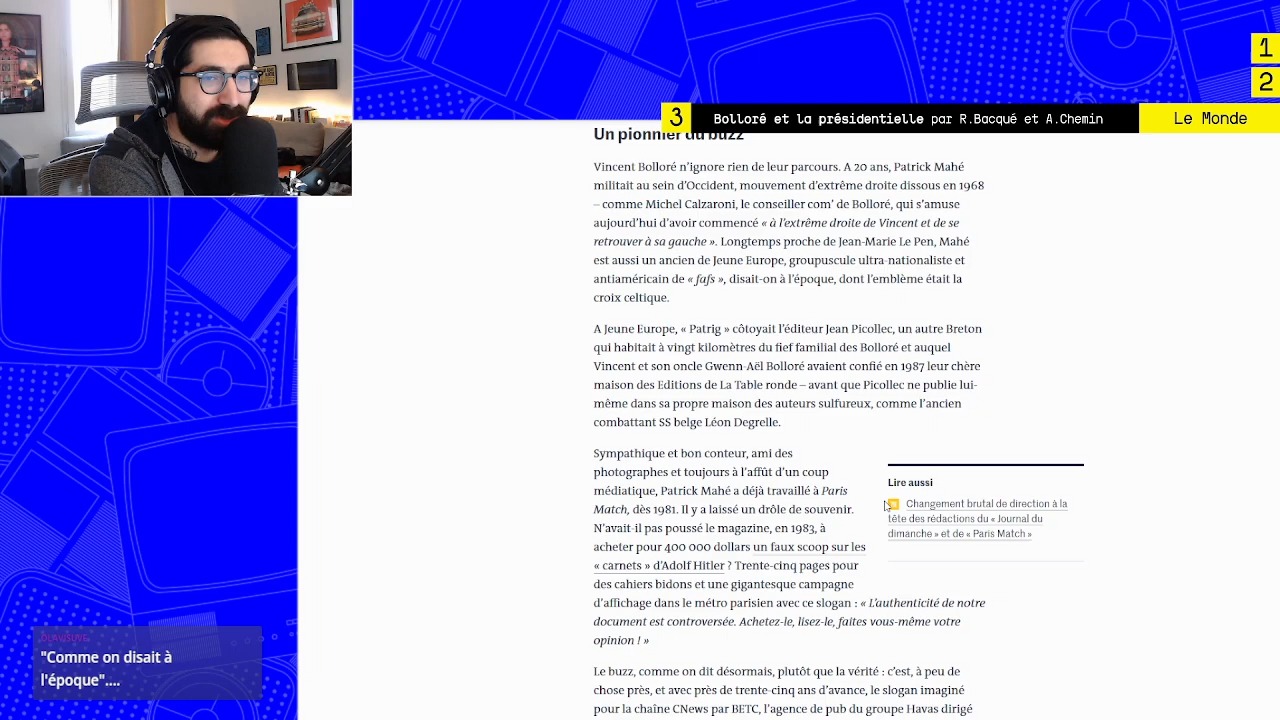 1
2
3
Bolloré et la présidentielle par R.Bacqué et A.Chemin
Le Monde
Un pionnier du buzz
Vincent Bolloré n’ignore rien de leur parcours. A 20 ans, Patrick Mahé
militait au sein d’Occident, mouvement d’extrême droite dissous en 1968
– comme Michel Calzaroni, le conseiller com’ de Bolloré, qui s’amuse
aujourd’hui d’avoir commencé « à l’extrême droite de Vincent et de se
retrouver à sa gauche ». Longtemps proche de Jean-Marie Le Pen, Mahé
est aussi un ancien de Jeune Europe, groupuscule ultra-nationaliste et
antiaméricain de « fafs », disait-on à l’époque, dont l’emblème était la
croix celtique.
A Jeune Europe, « Patrig » côtoyait l’éditeur Jean Picollec, un autre Breton
qui habitait à vingt kilomètres du fief familial des Bolloré et auquel
Vincent et son oncle Gwenn-Aël Bolloré avaient confié en 1987 leur chère
maison des Editions de La Table ronde – avant que Picollec ne publie lui-
même dans sa propre maison des auteurs sulfureux, comme l’ancien
combattant SS belge Léon Degrelle.
Sympathique et bon conteur, ami des
photographes et toujours à l’affût d’un coup
médiatique, Patrick Mahé a déjà travaillé à Paris
Match, dès 1981. Il y a laissé un drôle de souvenir.
N’avait-il pas poussé le magazine, en 1983, à
acheter pour 400 000 dollars un faux scoop sur les
« carnets » d’Adolf Hitler ? Trente-cinq pages pour
des cahiers bidons et une gigantesque campagne
d’affichage dans le métro parisien avec ce slogan : « L’authenticité de notre
document est controversée. Achetez-le, lisez-le, faites vous-même votre
opinion ! »
Le buzz, comme on dit désormais, plutôt que la vérité : c’est, à peu de
chose près, et avec près de trente-cinq ans d’avance, le slogan imaginé
pour la chaîne CNews par BETC, l’agence de pub du groupe Havas dirigé
Lire aussi
Changement brutal de direction à la
tête des rédactions du « Journal du
dimanche » et de « Paris Match »
"Comme on disait à
l'époque"....